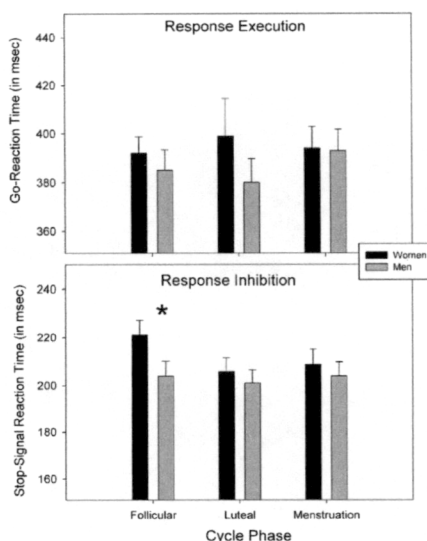 Response Execution
Go-Reaction Time (in msec)
440
420
400
380
360
Women
Men
Response Inhibition
*
Stop-Signal Reaction Time (in msec)
240
220
200
180
160
Follicular
Luteal
Menstruation
Cycle Phase